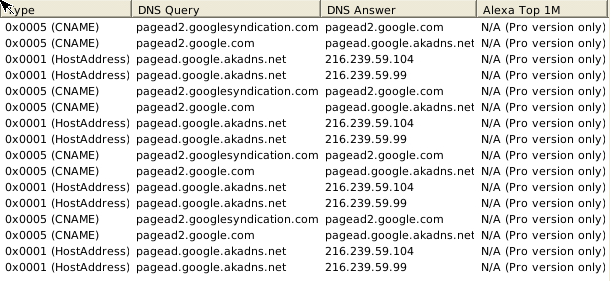 Type DNS Query DNS Answer Alexa Top 1M
0x0005 (CNAME) pagead2.googlesyndication.com pagead2.google.com N/A (Pro version only)
0x0005 (CNAME) pagead2.google.com pagead.google.akadns.net N/A (Pro version only)
0x0001 (HostAddress) pagead.google.akadns.net 216.239.59.104 N/A (Pro version only)
0x0001 (HostAddress) pagead.google.akadns.net 216.239.59.99 N/A (Pro version only)
0x0005 (CNAME) pagead2.googlesyndication.com pagead2.google.com N/A (Pro version only)
0x0005 (CNAME) pagead2.google.com pagead.google.akadns.net N/A (Pro version only)
0x0001 (HostAddress) pagead.google.akadns.net 216.239.59.104 N/A (Pro version only)
0x0001 (HostAddress) pagead.google.akadns.net 216.239.59.99 N/A (Pro version only)
0x0005 (CNAME) pagead2.googlesyndication.com pagead2.google.com N/A (Pro version only)
0x0005 (CNAME) pagead2.google.com pagead.google.akadns.net N/A (Pro version only)
0x0001 (HostAddress) pagead.google.akadns.net 216.239.59.104 N/A (Pro version only)
0x0001 (HostAddress) pagead.google.akadns.net 216.239.59.99 N/A (Pro version only)
0x0005 (CNAME) pagead2.googlesyndication.com pagead2.google.com N/A (Pro version only)
0x0005 (CNAME) pagead2.google.com pagead.google.akadns.net N/A (Pro version only)
0x0001 (HostAddress) pagead.google.akadns.net 216.239.59.104 N/A (Pro version only)
0x0001 (HostAddress) pagead.google.akadns.net 216.239.59.99 N/A (Pro version only)